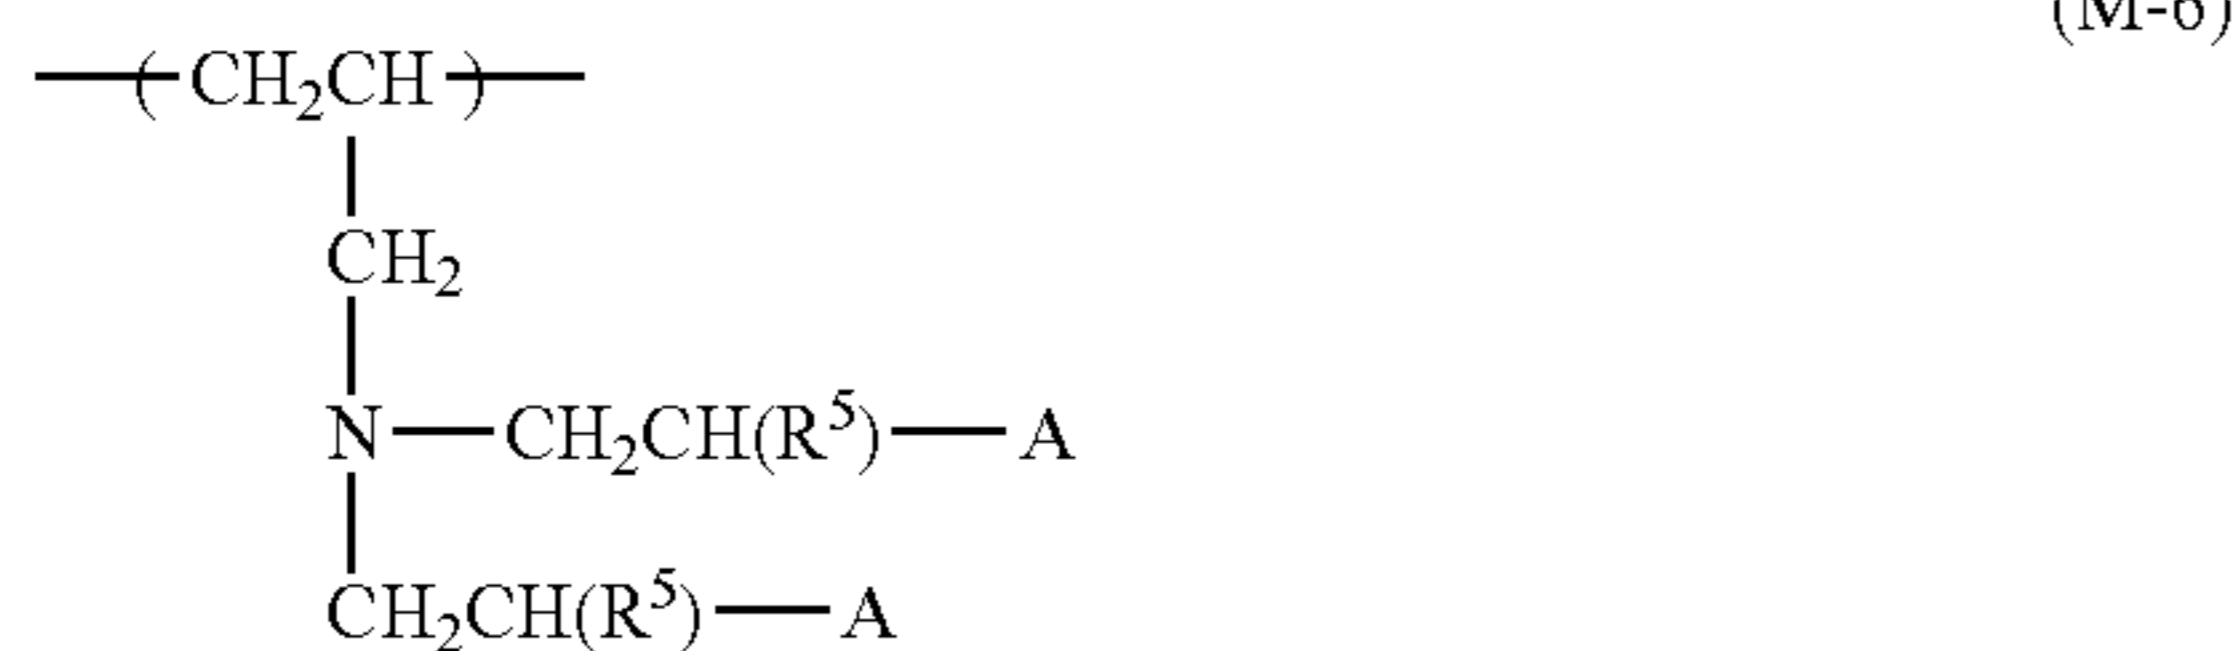 (M-6)
—(CH₂CH)—
CH₂
N—CH₂CH(R⁵)—A
CH₂CH(R⁵)—A